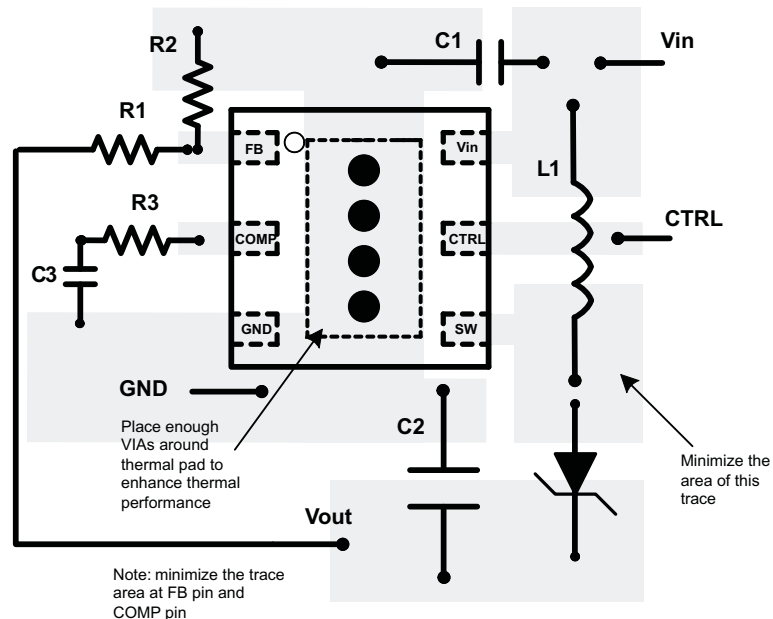 R2
C1
Vin
R1
FB
Vin
L1
R3
COMP
CTRL
CTRL
C3
GND
SW
GND
C2
Place enough
VIAs around
thermal pad to
enhance thermal
performance
Minimize the
area of this
trace
Vout
Note: minimize the trace
area at FB pin and
COMP pin